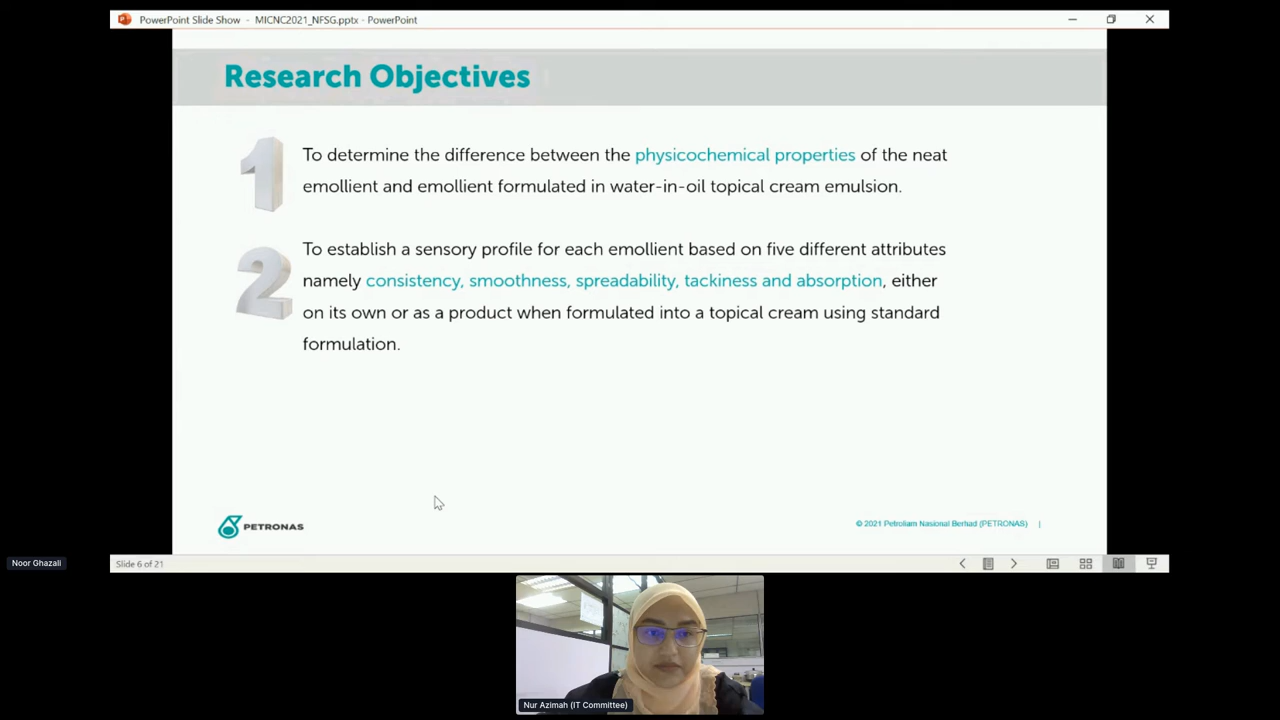 PowerPoint Slide Show - MICNC2021_NFSG.pptx - PowerPoint
Research Objectives
1
To determine the difference between the physicochemical properties of the neat
emollient and emollient formulated in water-in-oil topical cream emulsion.
2
To establish a sensory profile for each emollient based on five different attributes
namely consistency, smoothness, spreadability, tackiness and absorption, either
on its own or as a product when formulated into a topical cream using standard
formulation.
PETRONAS
© 2021 Petroliam Nasional Berhad (PETRONAS) |
Noor Ghazali
Slide 6 of 21
Nur Azimah (IT Committee)